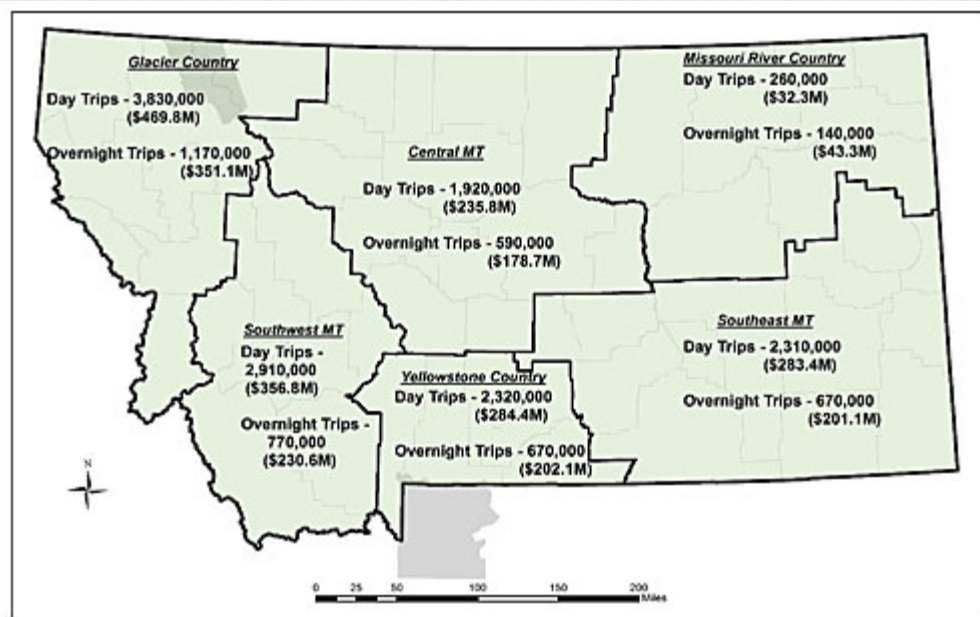 Glacier Country
Day Trips - 3,830,000
($469.8M)
Overnight Trips - 1,170,000
($351.1M)
Central MT
Day Trips - 1,920,000
($235.8M)
Overnight Trips - 590,000
($178.7M)
Missouri River Country
Day Trips - 260,000
($32.3M)
Overnight Trips - 140,000
($43.3M)
Southwest MT
Day Trips -
2,910,000
($356.8M)
Overnight Trips -
770,000
($230.6M)
Yellowstone Country
Day Trips - 2,320,000
($284.4M)
Overnight Trips - 670,000
($202.1M)
Southeast MT
Day Trips - 2,310,000
($283.4M)
Overnight Trips - 670,000
($201.1M)
N
0 25 50 100 150 200
Miles